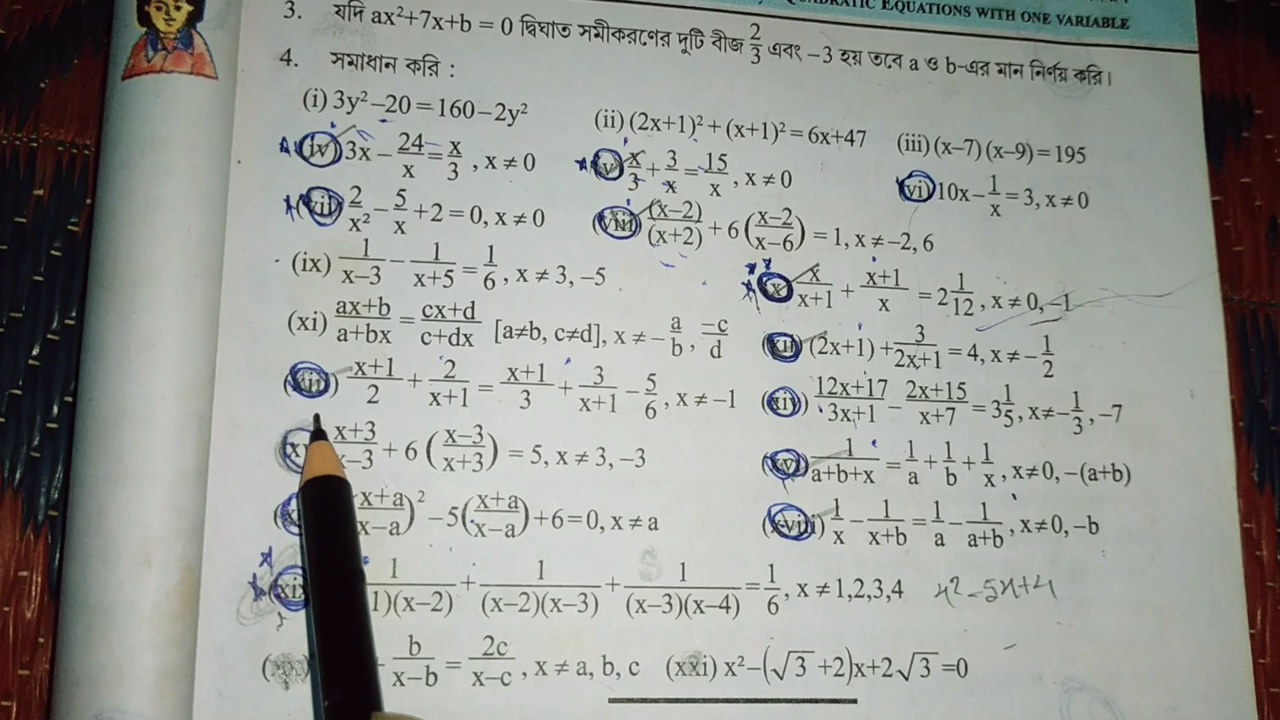 QUADRATIC EQUATIONS WITH ONE VARIABLE
3. যদি ax²+7x+b = 0 দ্বিঘাত সমীকরণের দুটি বীজ 2/3 এবং –3 হয় তবে a ও b-এর মান নির্ণয় করি।
4. সমাধান করি :
(i) 3y²–20 = 160–2y² (ii) (2x+1)² + (x+1)² = 6x+47 (iii) (x–7)(x–9) = 195
(iv) 3x – 24/x = x/3 , x ≠ 0 (v) x/3 + 3/x = 15/x , x ≠ 0 (vi) 10x – 1/x = 3, x ≠ 0
(vii) 2/x² – 5/x + 2 = 0, x ≠ 0 (viii) (x–2)/(x+2) + 6 (x–2/x–6) = 1, x ≠ –2, 6
(ix) 1/x–3 – 1/x+5 = 1/6 , x ≠ 3, –5 (x) x/x+1 + x+1/x = 2 1/12 , x ≠ 0, –1
(xi) ax+b/a+bx = cx+d/c+dx [a≠b, c≠d], x ≠ – a/b , –c/d (xii) (2x+1) + 3/2x+1 = 4, x ≠ – 1/2
(xiii) x+1/2 + 2/x+1 = x+1/3 + 3/x+1 – 5/6 , x ≠ –1 (xiv) 12x+17/3x+1 – 2x+15/x+7 = 3 1/5 , x ≠ – 1/3 , –7
x+3/x–3 + 6 (x–3/x+3) = 5, x ≠ 3, –3 (xvi) 1/a+b+x = 1/a + 1/b + 1/x , x≠0, –(a+b)
(x+a/x–a)² – 5(x+a/x–a) + 6 = 0, x ≠ a (xviii) 1/x – 1/x+b = 1/a – 1/a+b , x≠0, –b
(xix) 1/1)(x–2) + 1/(x–2)(x–3) + 1/(x–3)(x–4) = 1/6 , x ≠ 1,2,3,4 x² – 5x+4
b/x–b = 2c/x–c , x ≠ a, b, c (xxi) x²–(√3 +2)x+2√3 =0